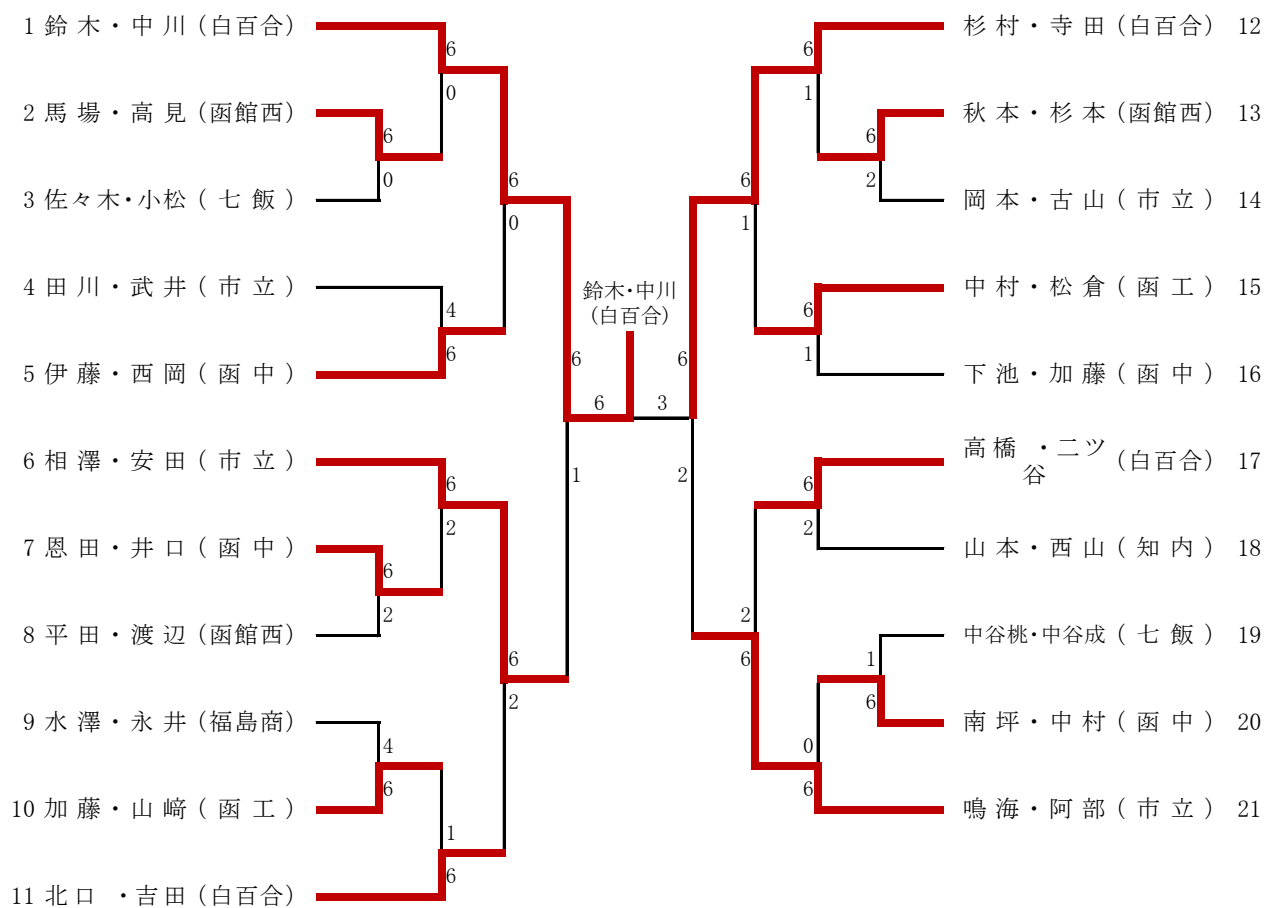 1 鈴木・中川 (白百合)
6
0
2 馬場・高見 (函館西)
6
0
3 佐々木・小松 ( 七飯 )
6
0
4 田川・武井 ( 市立 )
4
6
5 伊藤・西岡 ( 函中 )
6
1
6 相澤・安田 ( 市立 )
6
2
7 恩田・井口 ( 函中 )
6
2
8 平田・渡辺 (函館西)
6
2
9 水澤・永井 (福島商)
4
6
10 加藤・山﨑 ( 函工 )
1
6
11 北口 ・吉田 (白百合)
鈴木・中川
(白百合)
6 3
杉村・寺田 (白百合) 12
6
1
秋本・杉本 (函館西) 13
6
2
岡本・古山 ( 市立 ) 14
6
1
中村・松倉 ( 函工 ) 15
6
1
下池・加藤 ( 函中 ) 16
6
2
高橋 ・二ツ
谷
(白百合) 17
6
2
山本・西山 ( 知内 ) 18
2
6
中谷桃・中谷成 ( 七飯 ) 19
1
6
南坪・中村 ( 函中 ) 20
0
6
鳴海・阿部 ( 市立 ) 21